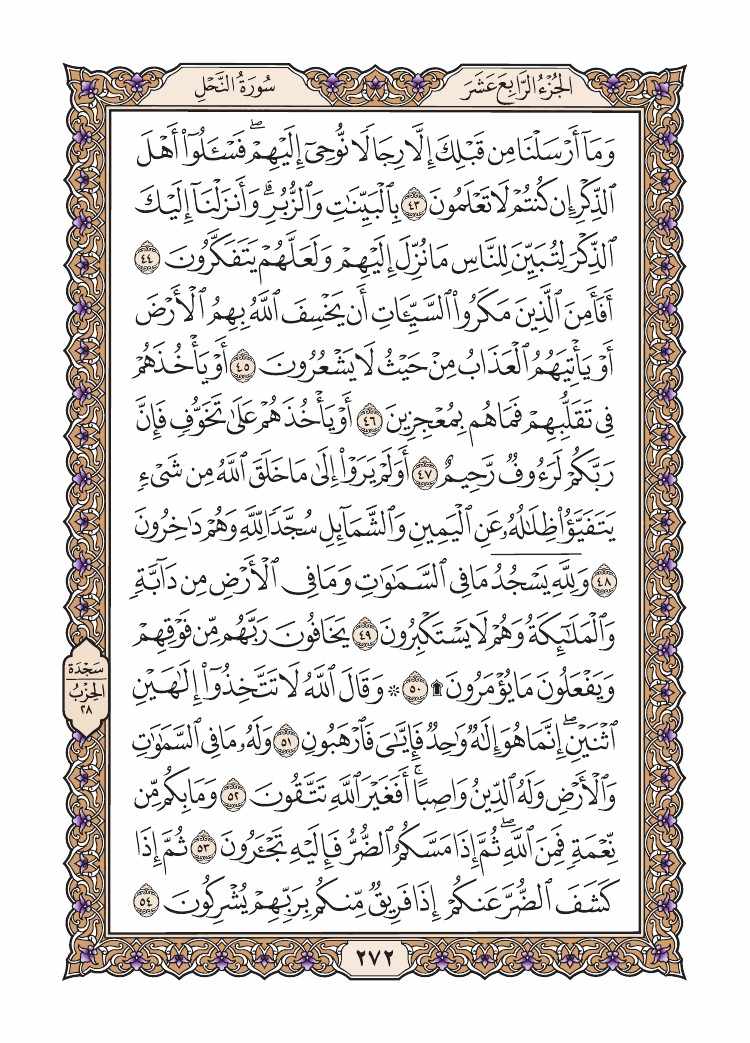 الجُزْءُ الرَّابِعَ عَشَرَ
سُورَةُ النَّحْلِ
وَمَآ أَرْسَلْنَا مِن قَبْلِكَ إِلَّا رِجَالًا نُّوحِيٓ إِلَيْهِمْۖ فَسْـَٔلُوٓاْ أَهْلَ
ٱلذِّكْرِ إِن كُنتُمْ لَا تَعْلَمُونَ ٤٣ بِٱلْبَيِّنَٰتِ وَٱلزُّبُرِۗ وَأَنزَلْنَآ إِلَيْكَ
ٱلذِّكْرَ لِتُبَيِّنَ لِلنَّاسِ مَا نُزِّلَ إِلَيْهِمْ وَلَعَلَّهُمْ يَتَفَكَّرُونَ ٤٤
أَفَأَمِنَ ٱلَّذِينَ مَكَرُواْ ٱلسَّيِّـَٔاتِ أَن يَخْسِفَ ٱللَّهُ بِهِمُ ٱلْأَرْضَ
أَوْ يَأْتِيَهُمُ ٱلْعَذَابُ مِنْ حَيْثُ لَا يَشْعُرُونَ ٤٥ أَوْ يَأْخُذَهُمْ
فِي تَقَلُّبِهِمْ فَمَا هُم بِمُعْجِزِينَ ٤٦ أَوْ يَأْخُذَهُمْ عَلَىٰ تَخَوُّفٍ فَإِنَّ
رَبَّكُمْ لَرَءُوفٌ رَّحِيمٌ ٤٧ أَوَلَمْ يَرَوْاْ إِلَىٰ مَا خَلَقَ ٱللَّهُ مِن شَيْءٍ
يَتَفَيَّؤُاْ ظِلَٰلُهُۥ عَنِ ٱلْيَمِينِ وَٱلشَّمَآئِلِ سُجَّدًا لِّلَّهِ وَهُمْ دَٰخِرُونَ
٤٨ وَلِلَّهِ يَسْجُدُ مَا فِي ٱلسَّمَٰوَٰتِ وَمَا فِي ٱلْأَرْضِ مِن دَآبَّةٍ
وَٱلْمَلَٰٓئِكَةُ وَهُمْ لَا يَسْتَكْبِرُونَ ٤٩ يَخَافُونَ رَبَّهُم مِّن فَوْقِهِمْ
وَيَفْعَلُونَ مَا يُؤْمَرُونَ ۩ ٥٠ ۞ وَقَالَ ٱللَّهُ لَا تَتَّخِذُوٓاْ إِلَٰهَيْنِ
ٱثْنَيْنِۖ إِنَّمَا هُوَ إِلَٰهٌ وَٰحِدٌ فَإِيَّٰيَ فَٱرْهَبُونِ ٥١ وَلَهُۥ مَا فِي ٱلسَّمَٰوَٰتِ
وَٱلْأَرْضِ وَلَهُ ٱلدِّينُ وَاصِبًاۚ أَفَغَيْرَ ٱللَّهِ تَتَّقُونَ ٥٢ وَمَا بِكُم مِّن
نِّعْمَةٍ فَمِنَ ٱللَّهِۖ ثُمَّ إِذَا مَسَّكُمُ ٱلضُّرُّ فَإِلَيْهِ تَجْـَٔرُونَ ٥٣ ثُمَّ إِذَا
كَشَفَ ٱلضُّرَّ عَنكُمْ إِذَا فَرِيقٌ مِّنكُم بِرَبِّهِمْ يُشْرِكُونَ ٥٤
سَجْدَة
الحِزْبُ
٢٨
٢٧٢